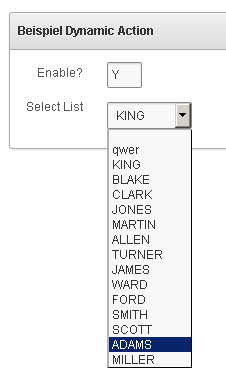 Beispiel Dynamic Action
Enable? Y
Select List KING
qwer
KING
BLAKE
CLARK
JONES
MARTIN
ALLEN
TURNER
JAMES
WARD
FORD
SMITH
SCOTT
ADAMS
MILLER